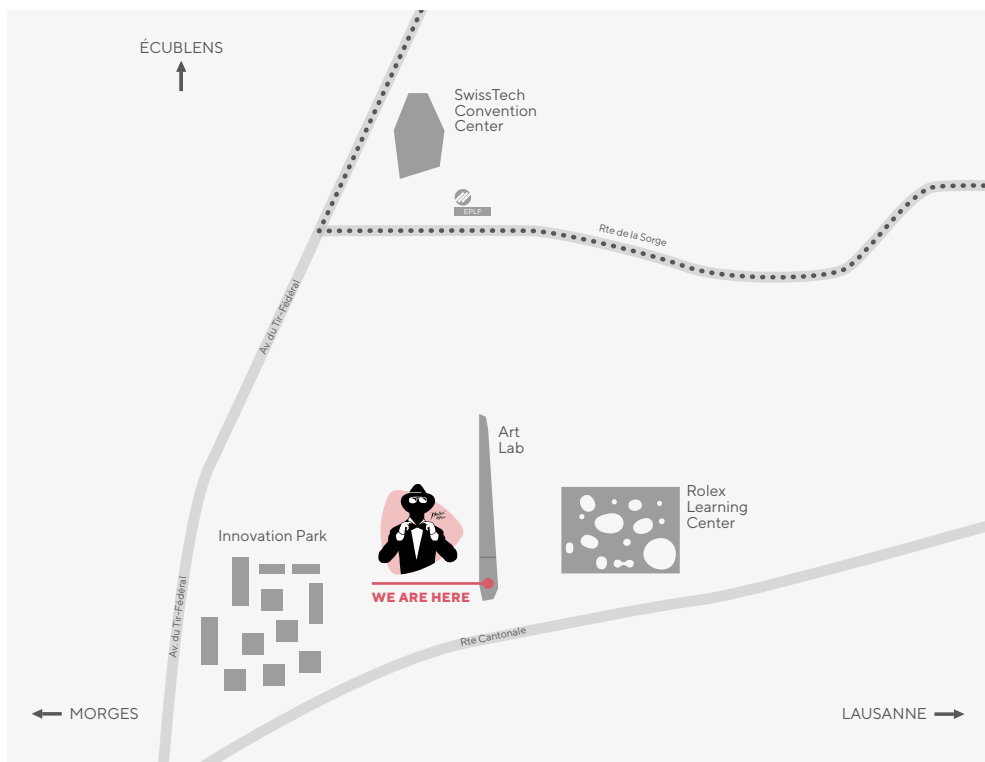 ÉCUBLENS
SwissTech
Convention
Center
EPLF
Rte de la Sorge
Av. du Tir-Fédéral
Art
Lab
Rolex
Learning
Center
Innovation Park
WE ARE HERE
Av. du Tir-Fédéral
Rte Cantonale
MORGES
LAUSANNE